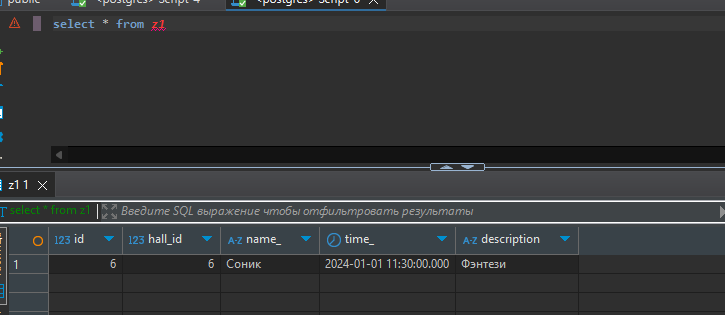 public
<postgres> Script-4
<postgres> Script-6
select * from z1
z1 1
select * from z1
Введите SQL выражение чтобы отфильтровать результаты
123 id
123 hall_id
A-Z name_
time_
A-Z description
1
6
6
Соник
2024-01-01 11:30:00.000
Фэнтези